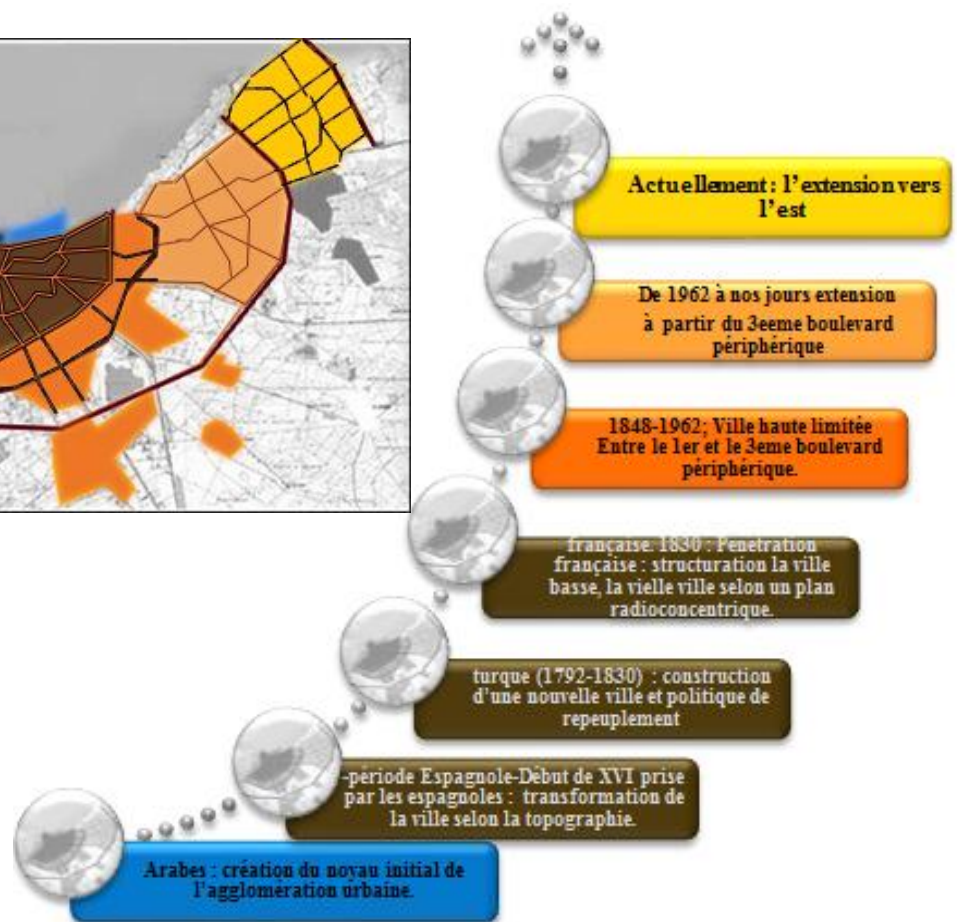 Actuellement : l’extension vers
l’est
De 1962 à nos jours extension
à partir du 3eeme boulevard
périphérique
1848-1962; Ville haute limitée
Entre le 1er et le 3eme boulevard
périphérique.
française. 1830 : Penetration
française : structuration la ville
basse, la vielle ville selon un plan
radioconcentrique.
turque (1792-1830) : construction
d’une nouvelle ville et politique de
repeuplement
-période Espagnole-Début de XVI prise
par les espagnoles : transformation de
la ville selon la topographie.
Arabes : création du noyau initial de
l’agglomération urbaine.